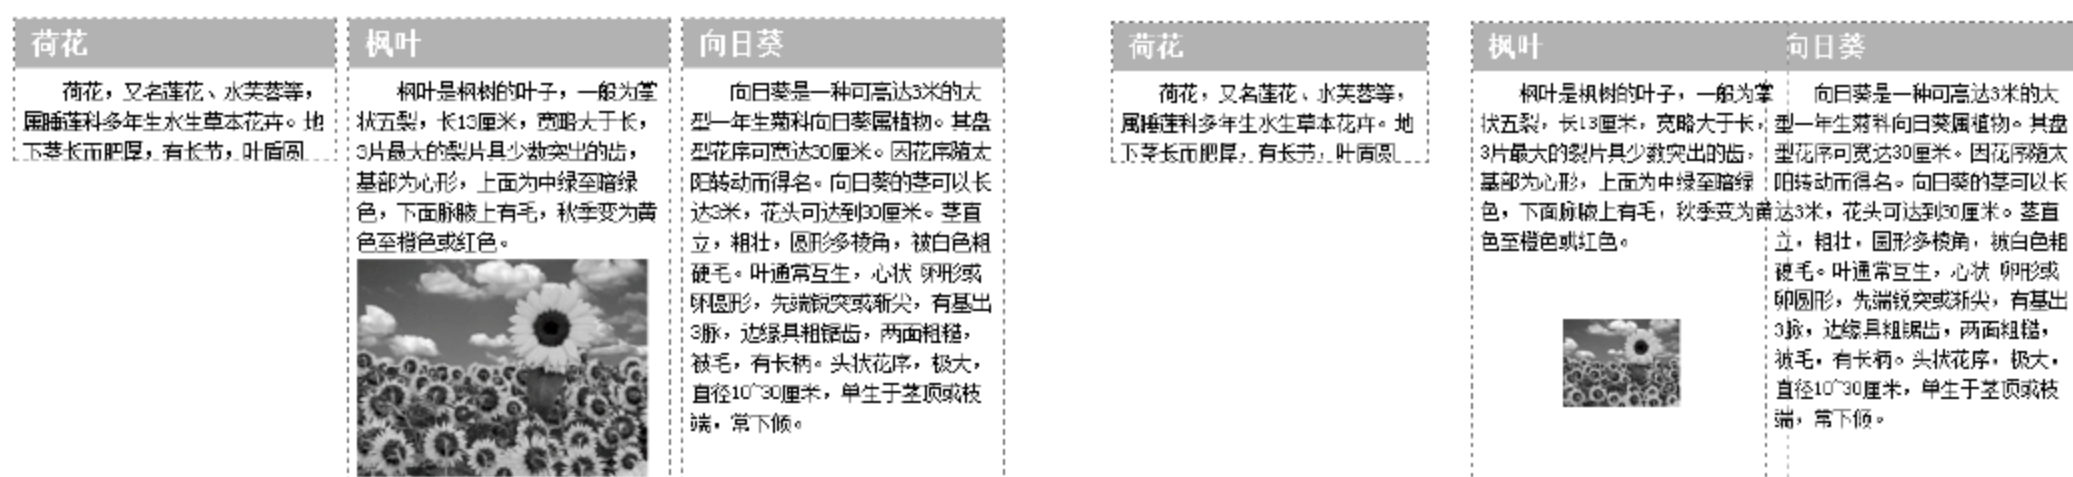 荷花
荷花，又名莲花、水芙蓉等，
属睡莲科多年生水生草本花卉。地
下茎长而肥厚，有长节，叶盾圆
枫叶
枫叶是枫树的叶子，一般为掌
状五裂，长13厘米，宽略大于长，
3片最大的裂片具少数突出的齿，
基部为心形，上面为中绿至暗绿
色，下面脉腋上有毛，秋季变为黄
色至橙色或红色。
向日葵
向日葵是一种可高达3米的大
型一年生菊科向日葵属植物。其盘
型花序可宽达30厘米。因花序随太
阳转动而得名。向日葵的茎可以长
达3米，花头可达到30厘米。茎直
立，粗壮，圆形多棱角，被白色粗
硬毛。叶通常互生，心状 卵形或
卵圆形，先端锐突或渐尖，有基出
3脉，边缘具粗锯齿，两面粗糙，
被毛，有长柄。头状花序，极大，
直径10~30厘米，单生于茎顶或枝
端，常下倾。
荷花
荷花，又名莲花、水芙蓉等，
属睡莲科多年生水生草本花卉。地
下茎长而肥厚，有长节，叶盾圆
枫叶
枫叶是枫树的叶子，一般为掌
状五裂，长13厘米，宽略大于长，
3片最大的裂片具少数突出的齿，
基部为心形，上面为中绿至暗绿
色，下面脉腋上有毛，秋季变为黄
色至橙色或红色。
向日葵
向日葵是一种可高达3米的大
型一年生菊科向日葵属植物。其盘
型花序可宽达30厘米。因花序随太
阳转动而得名。向日葵的茎可以长
达3米，花头可达到30厘米。茎直
立，粗壮，圆形多棱角，被白色粗
硬毛。叶通常互生，心状 卵形或
卵圆形，先端锐突或渐尖，有基出
3脉，边缘具粗锯齿，两面粗糙，
被毛，有长柄。头状花序，极大，
直径10~30厘米，单生于茎顶或枝
端，常下倾。